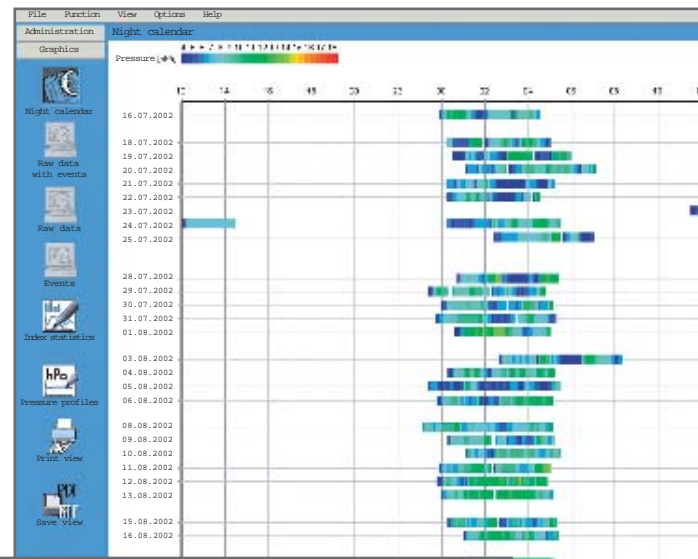 File Function View Options Help
Administration
Night calendar
Graphics
Pressure
Night calendar
Raw data
with events
Raw data
Events
Index statistics
hPa
Pressure profiles
Print view
Save view
16.07.2002
18.07.2002
19.07.2002
20.07.2002
21.07.2002
22.07.2002
23.07.2002
24.07.2002
25.07.2002
28.07.2002
29.07.2002
30.07.2002
31.07.2002
01.08.2002
03.08.2002
04.08.2002
05.08.2002
06.08.2002
08.08.2002
09.08.2002
10.08.2002
11.08.2002
12.08.2002
13.08.2002
15.08.2002
16.08.2002